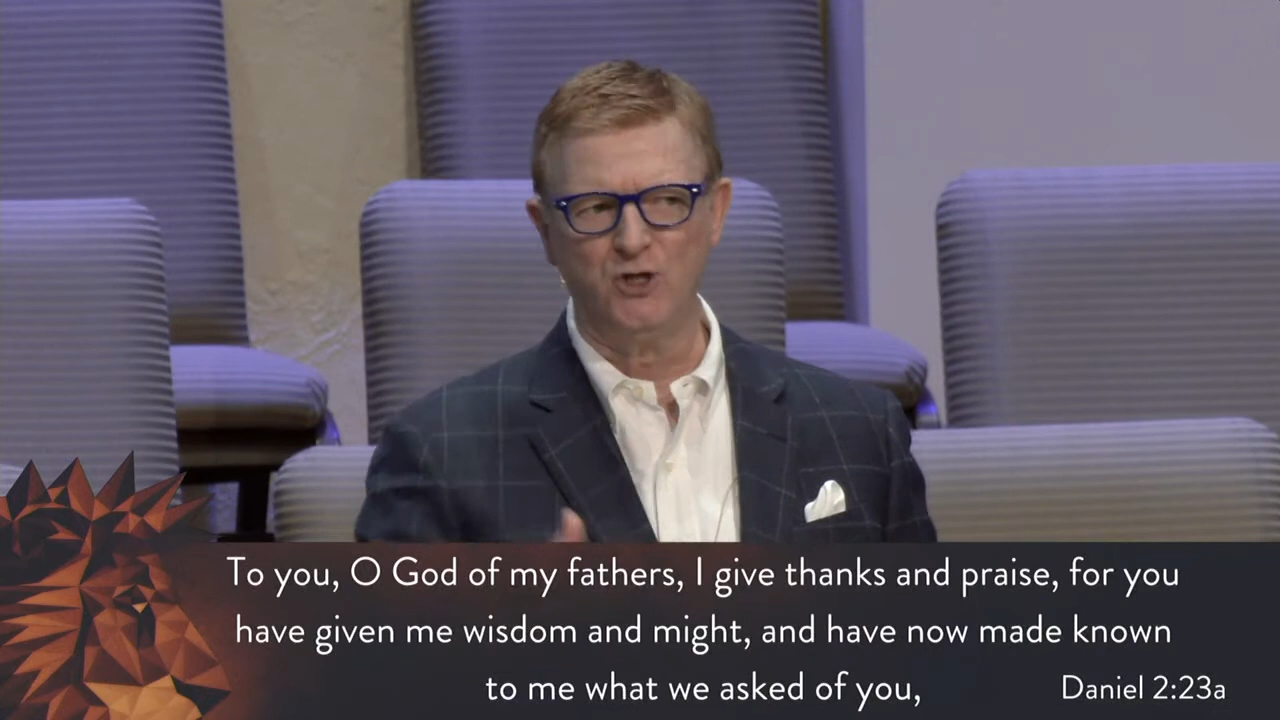 To you, O God of my fathers, I give thanks and praise, for you
have given me wisdom and might, and have now made known
to me what we asked of you,
Daniel 2:23a